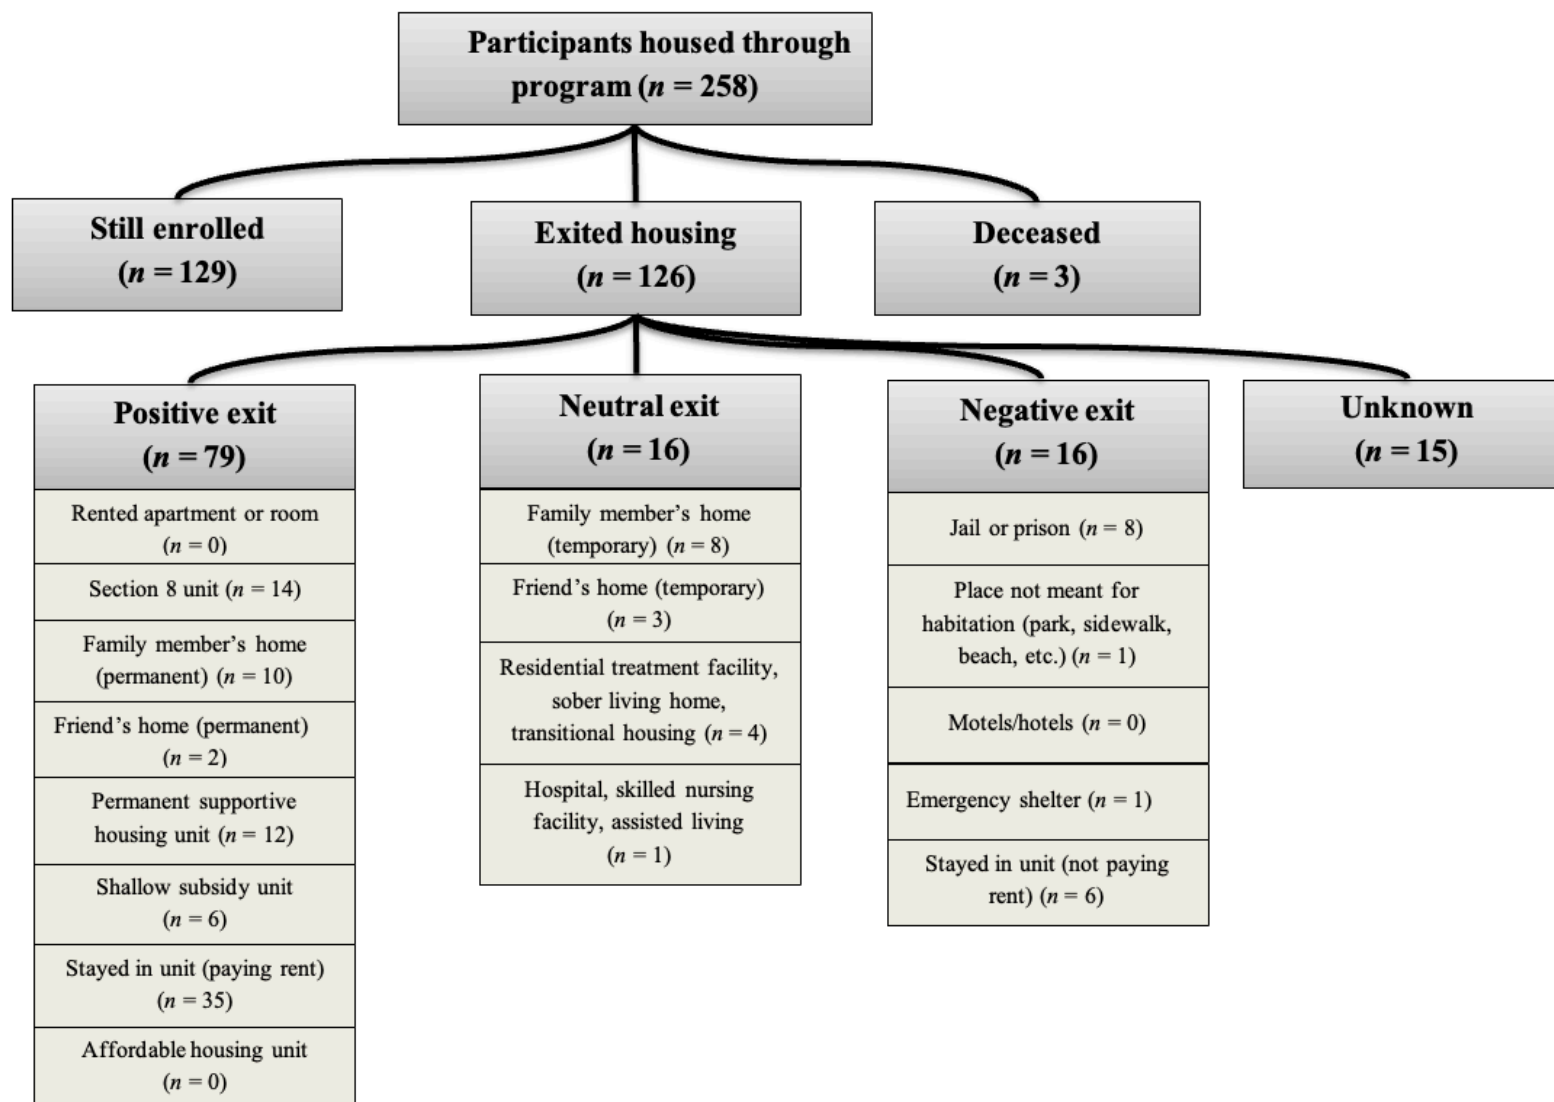 Participants housed through
program (n = 258)
Still enrolled
(n = 129)
Exited housing
(n = 126)
Deceased
(n = 3)
Positive exit
(n = 79)
Rented apartment or room
(n = 0)
Section 8 unit (n = 14)
Family member’s home
(permanent) (n = 10)
Friend’s home (permanent)
(n = 2)
Permanent supportive
housing unit (n = 12)
Shallow subsidy unit
(n = 6)
Stayed in unit (paying rent)
(n = 35)
Affordable housing unit
(n = 0)
Neutral exit
(n = 16)
Family member’s home
(temporary) (n = 8)
Friend’s home (temporary)
(n = 3)
Residential treatment facility,
sober living home,
transitional housing (n = 4)
Hospital, skilled nursing
facility, assisted living
(n = 1)
Negative exit
(n = 16)
Jail or prison (n = 8)
Place not meant for
habitation (park, sidewalk,
beach, etc.) (n = 1)
Motels/hotels (n = 0)
Emergency shelter (n = 1)
Stayed in unit (not paying
rent) (n = 6)
Unknown
(n = 15)